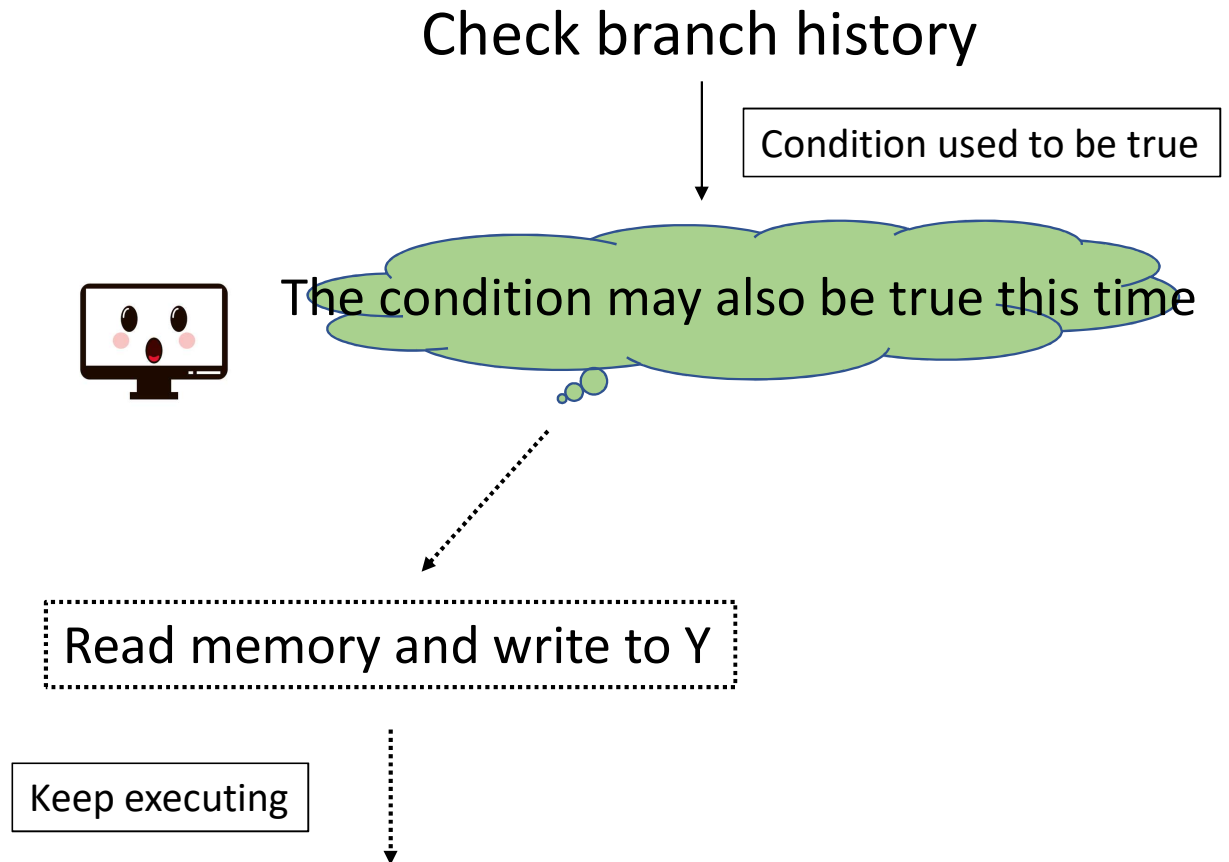 Check branch history
Condition used to be true
The condition may also be true this time
Read memory and write to Y
Keep executing